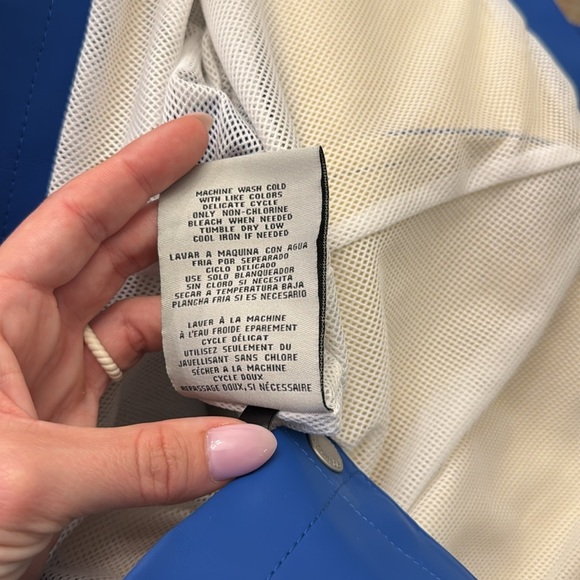 MACHINE WASH COLD
WITH LIKE COLORS
DELICATE CYCLE
ONLY NON-CHLORINE
BLEACH WHEN NEEDED
TUMBLE DRY LOW
COOL IRON IF NEEDED
LAVAR A MAQUINA CON AGUA
FRIA POR SEPEARADO
CICLO DELICADO
USE SOLO BLANQUEADOR
SIN CLORO SI NECESITA
SECAR A TEMPERATURA BAJA
PLANCHA FRIA SI ES NECESARIO
LAVER À LA MACHINE
À L'EAU FROIDE EPAREMENT
CYCLE DÉLICAT
UTILISEZ SEULEMENT DU
JAVELLISANT SANS CHLORE
SÉCHER A LA MACHINE
CYCLE DOUX
REPASSAGE DOUX,SI NÉCESSAIRE